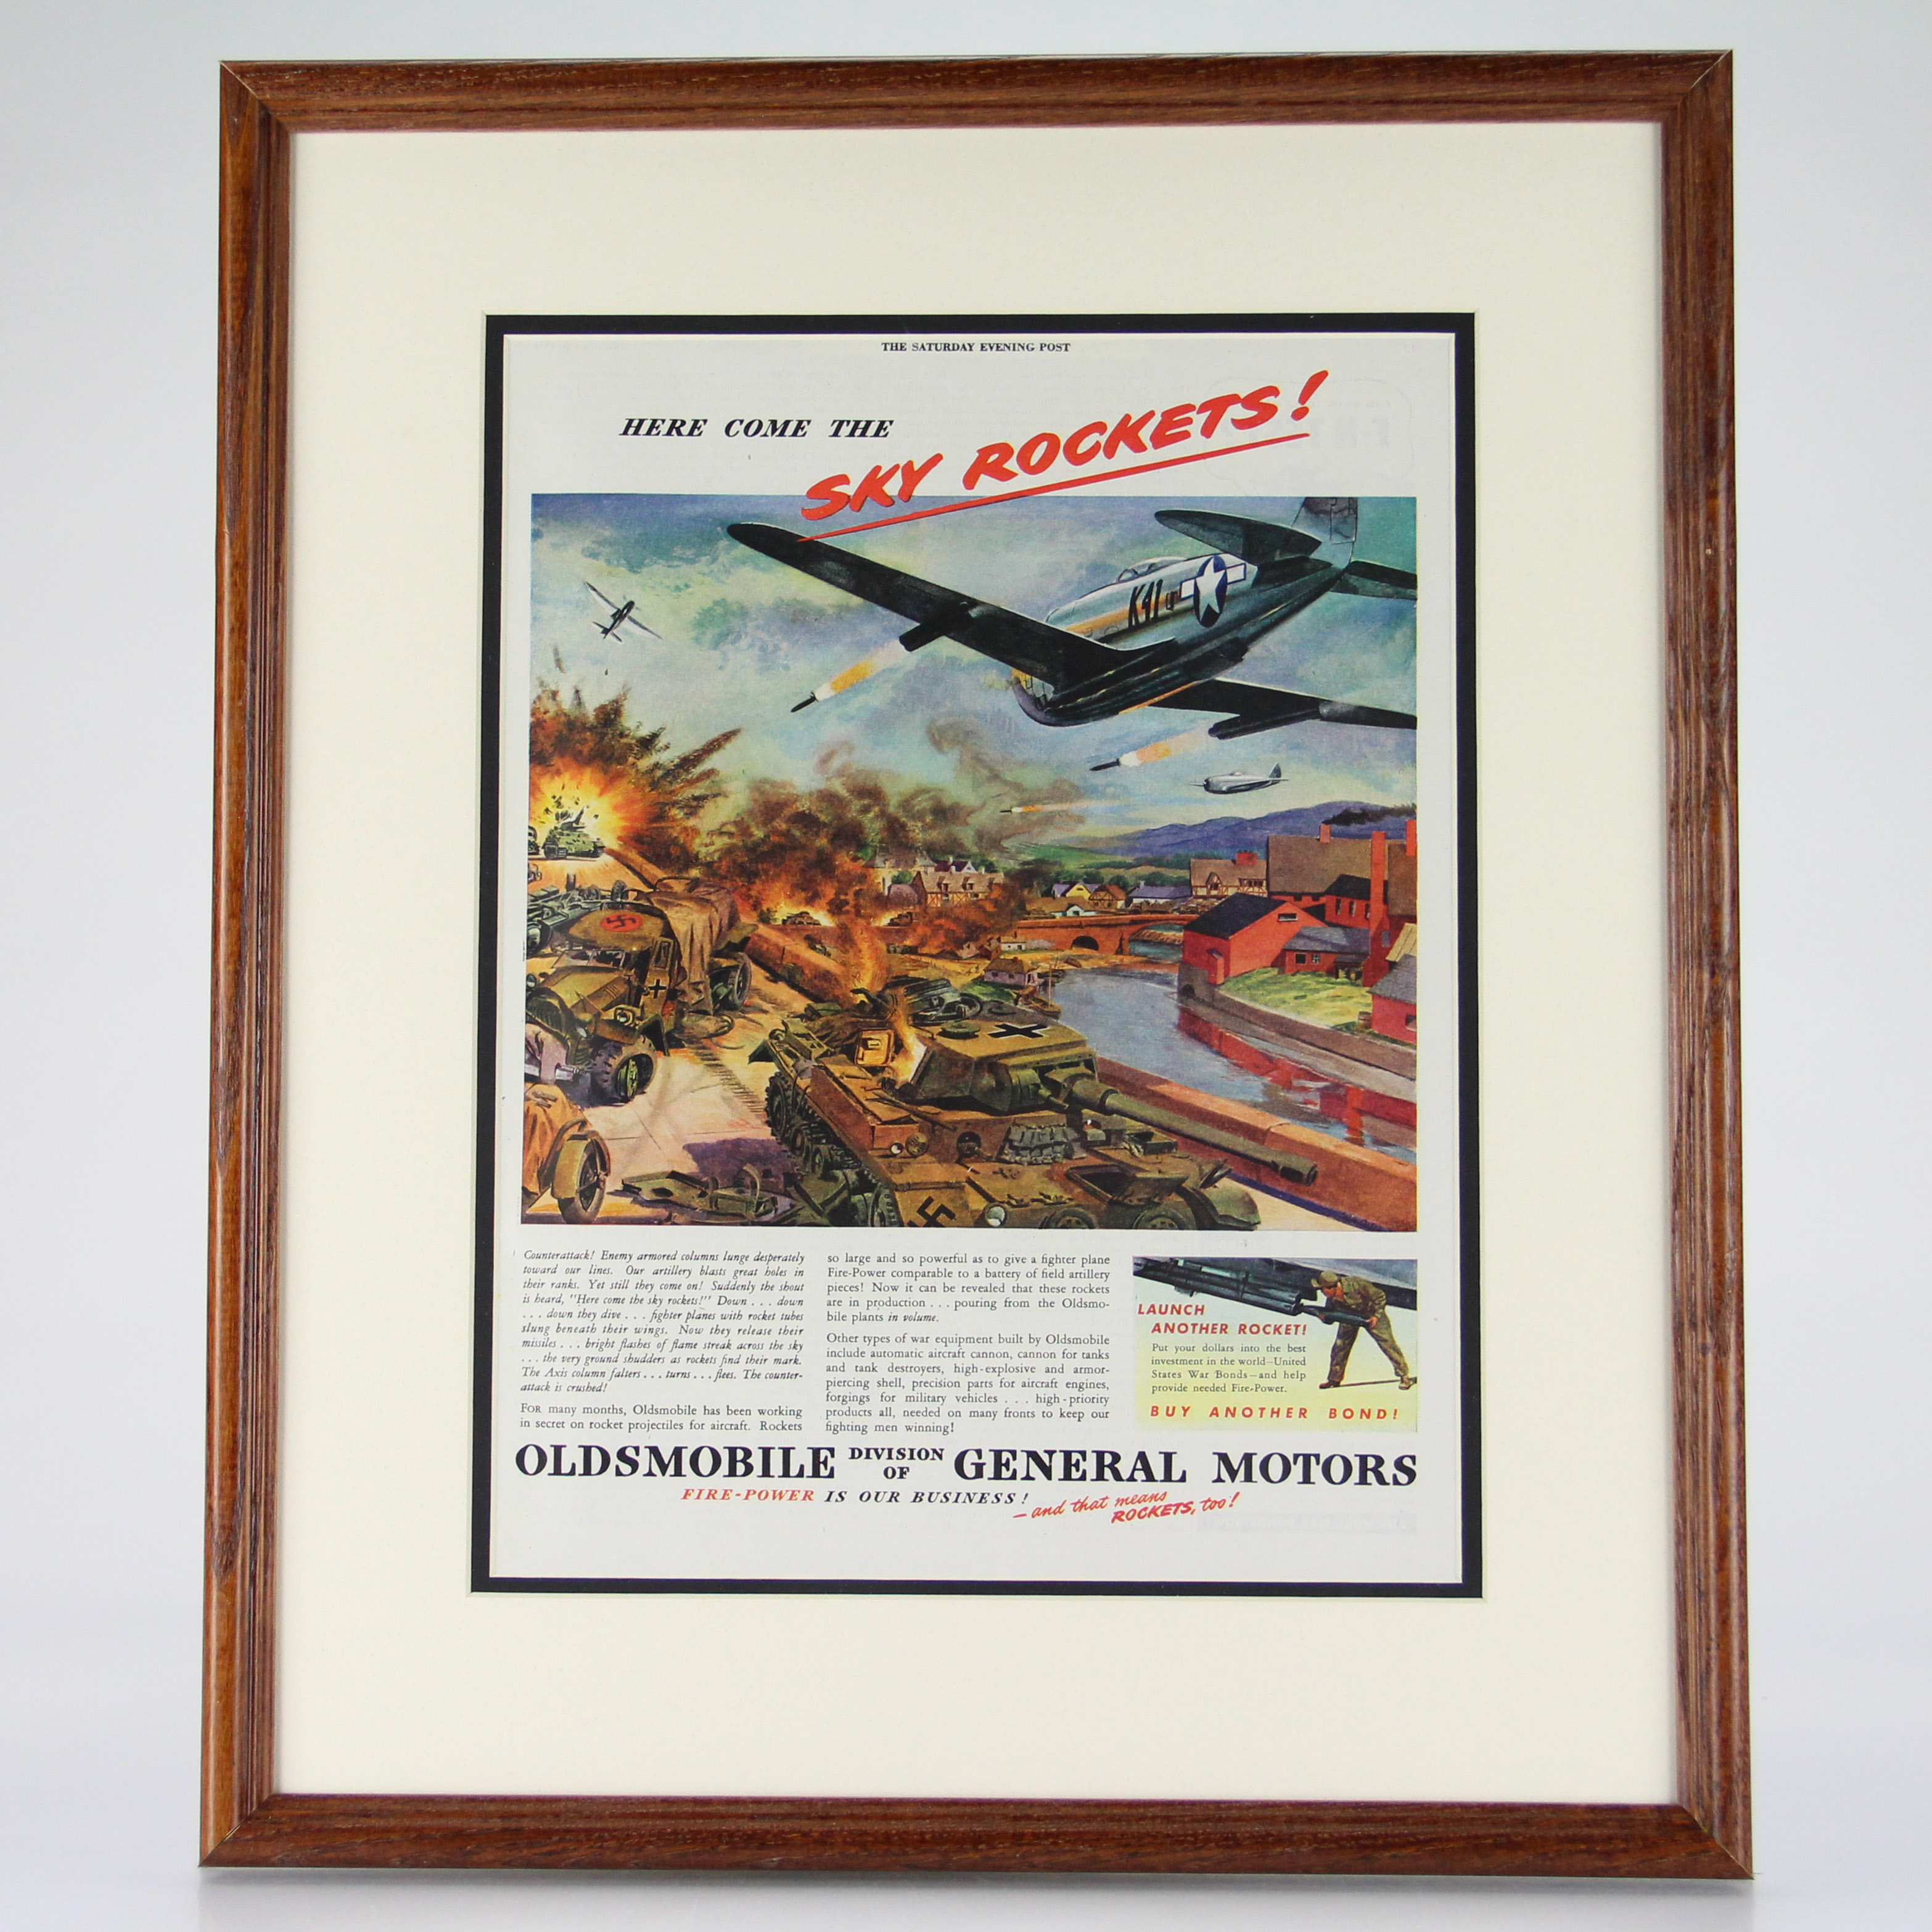 THE SATURDAY EVENING POST
HERE COME THE
SKY ROCKETS!
K41
Counterattack! Enemy armored columns lunge desperately
toward our lines. Our artillery blasts great holes in
their ranks. Yet still they come on! Suddenly the shout
is heard, "Here come the sky rockets!" Down . . . down
. . . down they dive . . . fighter planes with rocket tubes
slung beneath their wings. Now they release their
missiles . . . bright flashes of flame streak across the sky
. . . the very ground shudders as rockets find their mark.
The Axis column falters . . . turns . . . flees. The counter-
attack is crushed!
FOR many months, Oldsmobile has been working
in secret on rocket projectiles for aircraft. Rockets
so large and so powerful as to give a fighter plane
Fire-Power comparable to a battery of field artillery
pieces! Now it can be revealed that these rockets
are in production . . . pouring from the Oldsmo-
bile plants in volume.
Other types of war equipment built by Oldsmobile
include automatic aircraft cannon, cannon for tanks
and tank destroyers, high-explosive and armor-
piercing shell, precision parts for aircraft engines,
forgings for military vehicles . . . high-priority
products all, needed on many fronts to keep our
fighting men winning!
LAUNCH
ANOTHER ROCKET!
Put your dollars into the best
investment in the world—United
States War Bonds—and help
provide needed Fire-Power.
BUY ANOTHER BOND!
OLDSMOBILE DIVISION OF GENERAL MOTORS
FIRE-POWER IS OUR BUSINESS!
—and that means
ROCKETS, too!